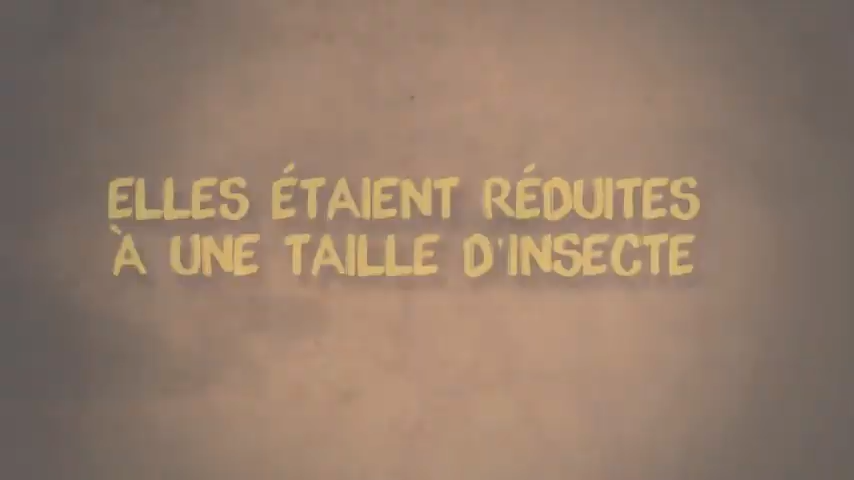 ELLES ÉTAIENT RÉDUITES
À UNE TAILLE D'INSECTE